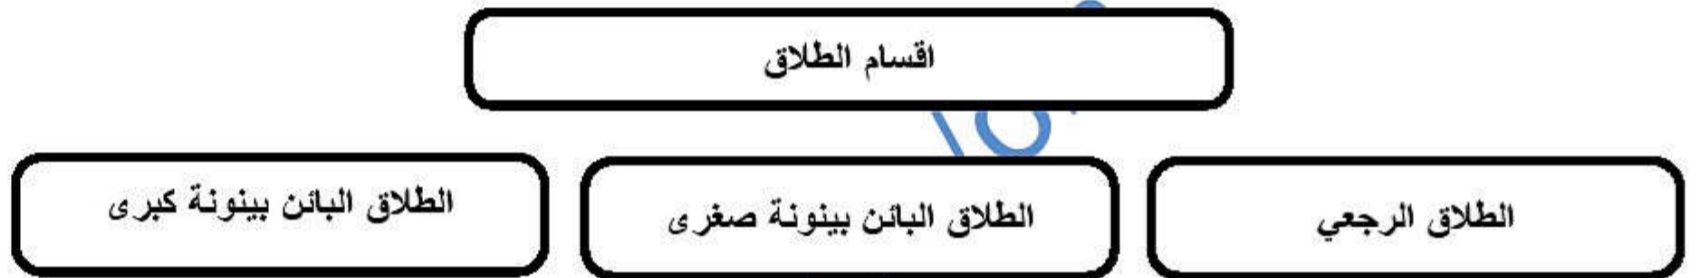 اقسام الطلاق
الطلاق الرجعي
الطلاق البائن بينونة صغرى
الطلاق البائن بينونة كبرى